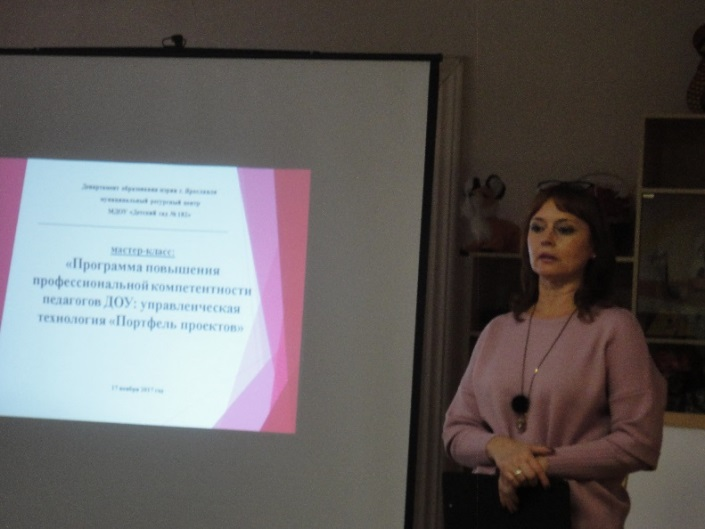 Департамент образования мэрии г. Ярославля
муниципальный ресурсный центр
МДОУ «Детский сад № 182»
мастер-класс:
«Программа повышения
профессиональной компетентности
педагогов ДОУ: управленческая
технология «Портфель проектов»
17 ноября 2017 год